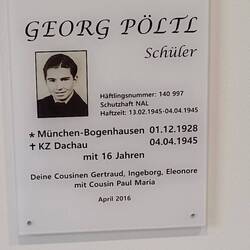 GEORG PÖLTL
Schüler
Häftlingsnummer: 140 997
Schutzhaft NAL
Haftzeit: 13.02.1945-04.04.1945
* München-Bogenhausen 01.12.1928
✝ KZ Dachau 04.04.1945
mit 16 Jahren
Deine Cousinen Gertraud, Ingeborg, Eleonore
mit Cousin Paul Maria
April 2016